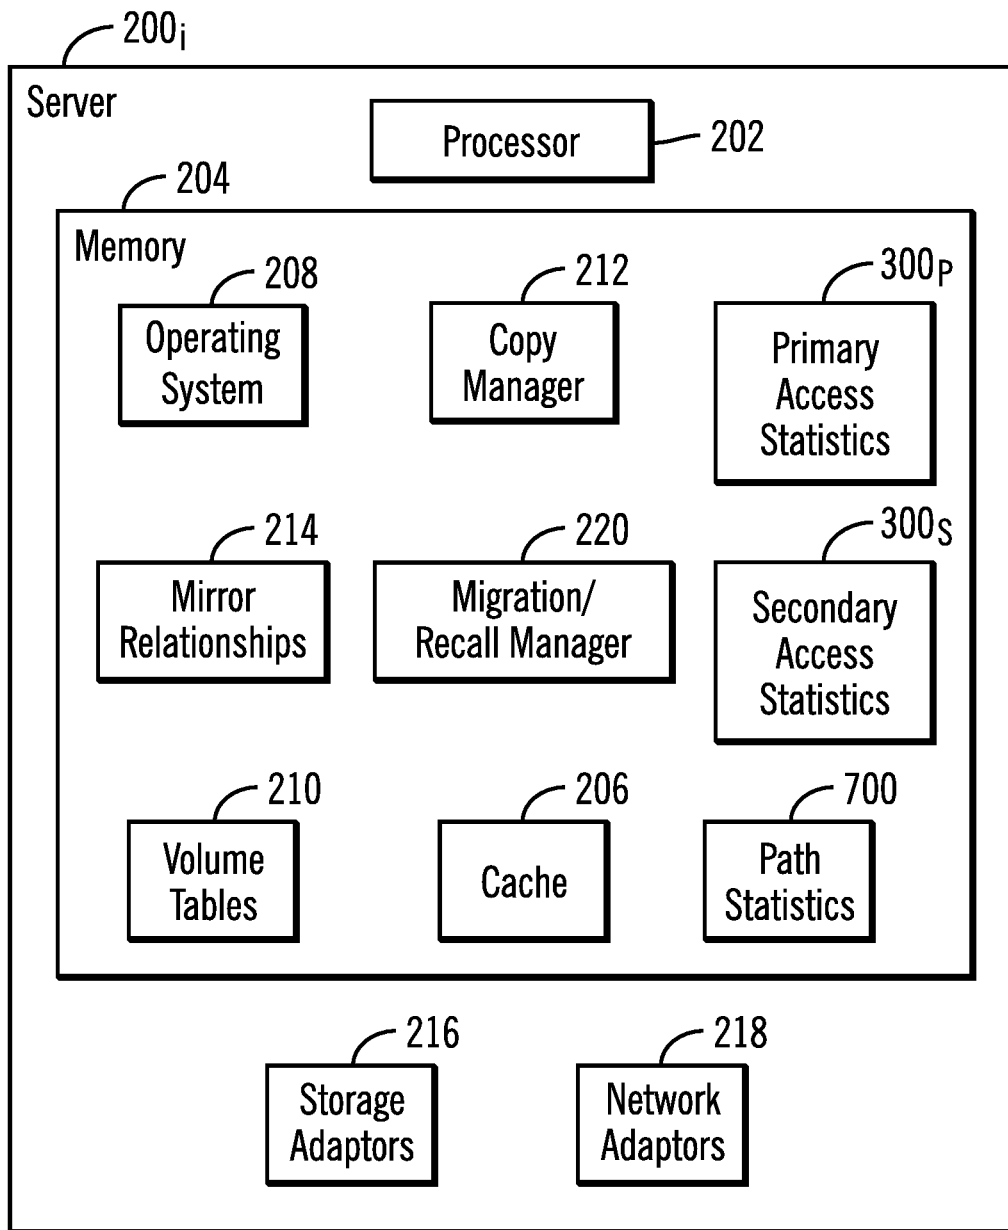 200i
Server
Processor
202
204
Memory
208
Operating
System
212
Copy
Manager
300P
Primary
Access
Statistics
214
Mirror
Relationships
220
Migration/
Recall Manager
300S
Secondary
Access
Statistics
210
Volume
Tables
206
Cache
700
Path
Statistics
216
Storage
Adaptors
218
Network
Adaptors